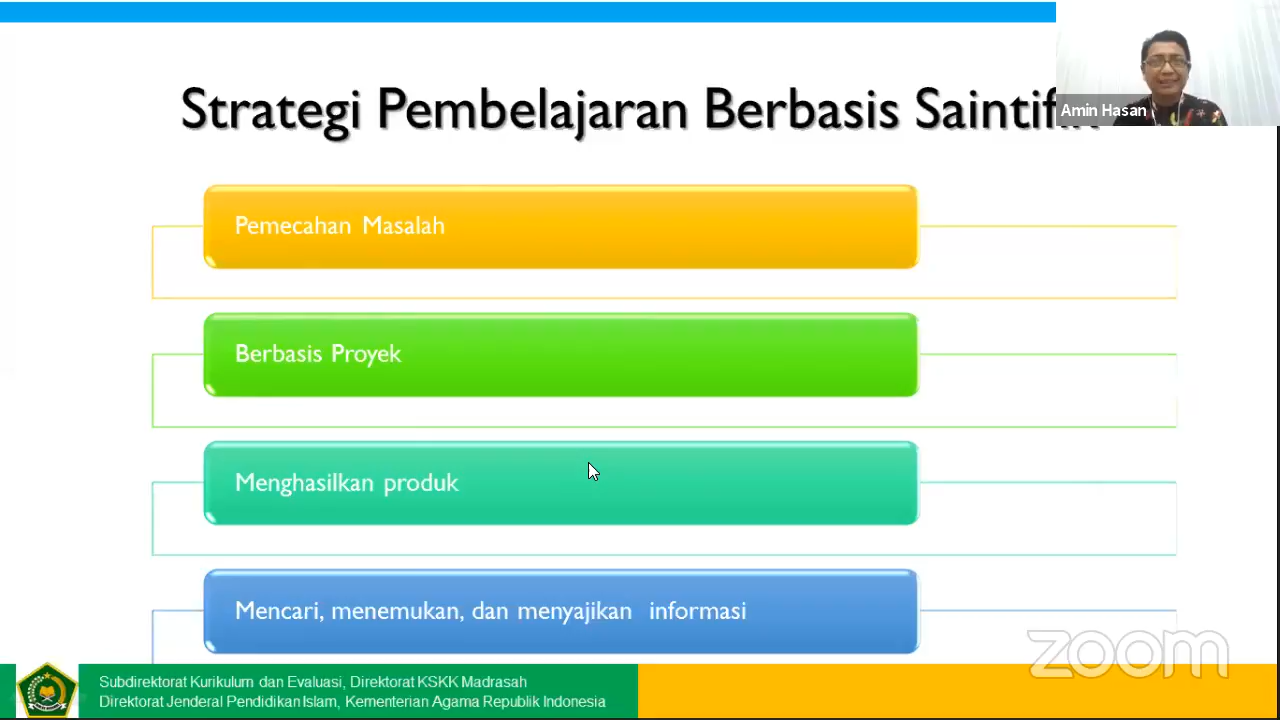 Strategi Pembelajaran Berbasis
Amin Hasan
Pemecahan Masalah
Berbasis Proyek
Menghasilkan produk
Mencari, menemukan, dan menyajikan informasi
zoom
Subdirektorat Kurikulum dan Evaluasi, Direktorat KSKK Madrasah
Direktorat Jenderal Pendidikan Islam, Kementerian Agama Republik Indonesia